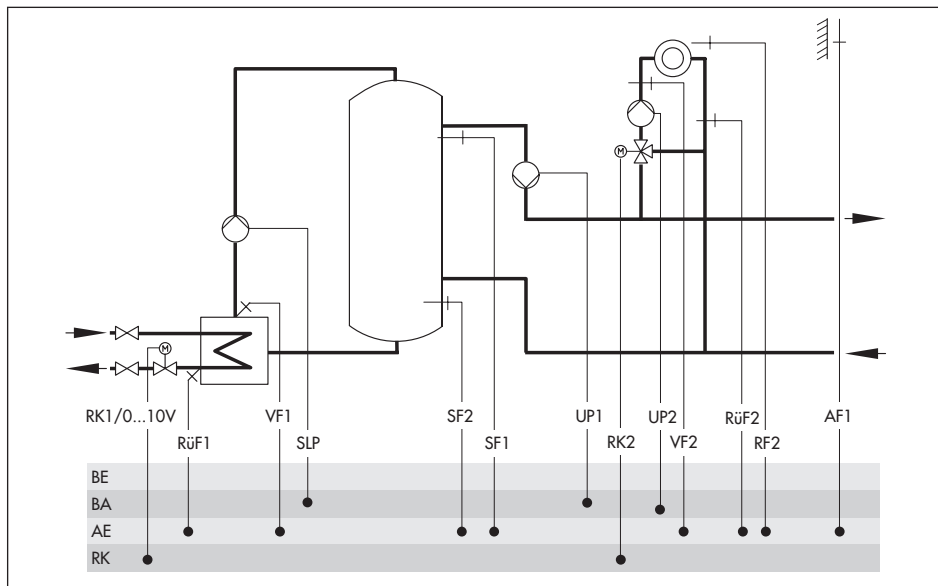 M
M
RK1/0...10V
VF1
SF2
UP1
UP2
RüF2
AF1
RüF1
SLP
SF1
RK2
VF2
RF2
BE
BA
AE
RK